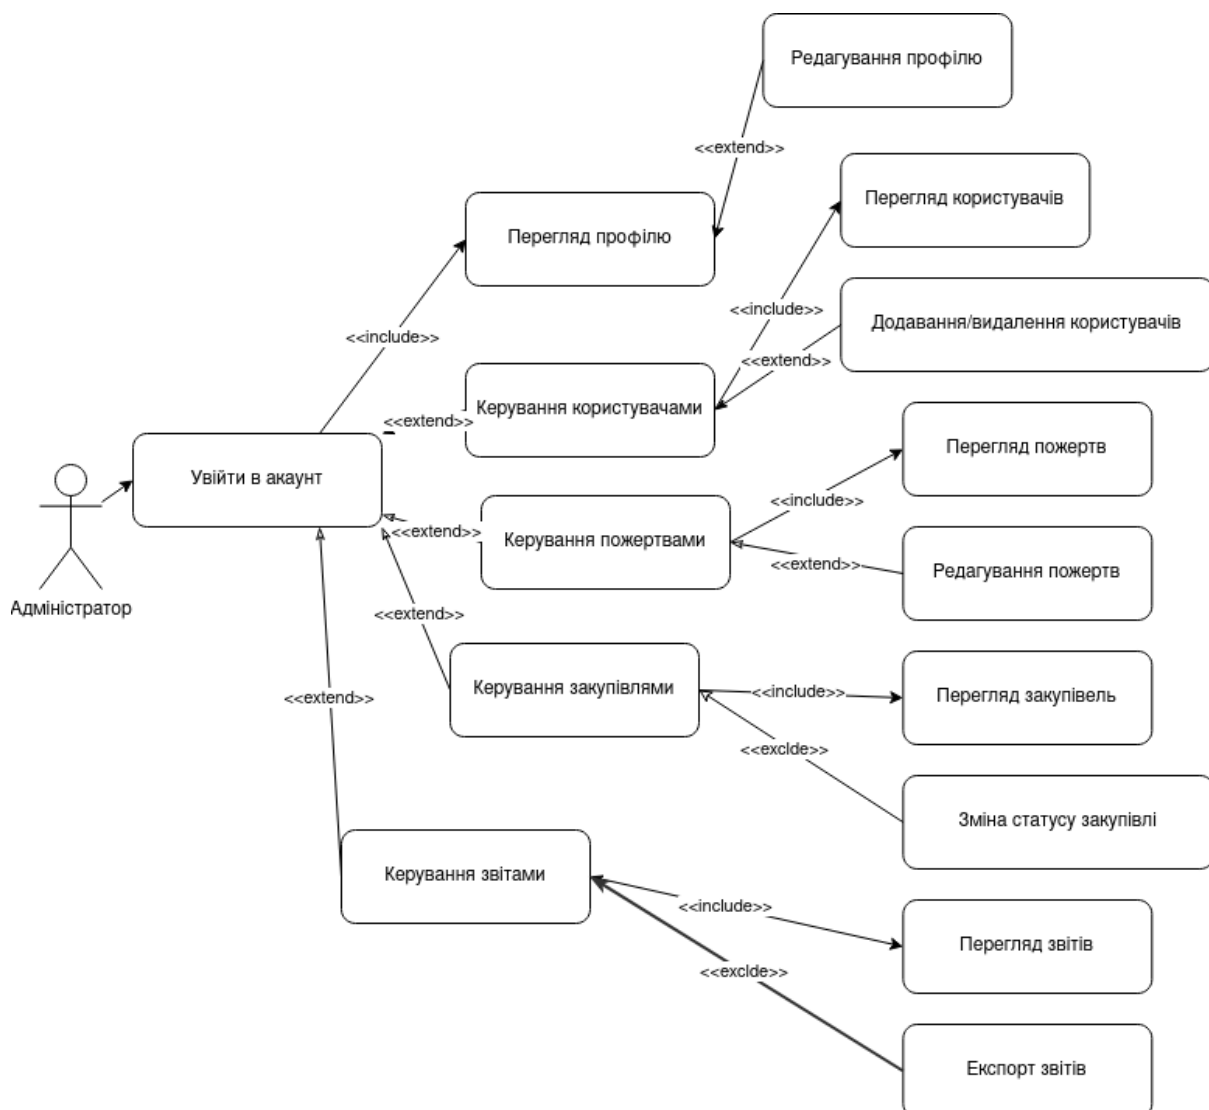 Редагування профілю
<<extend>>
Перегляд користувачів
Перегляд профілю
<<include>>
Додавання/видалення користувачів
<<include>>
<<extend>>
Керування користувачами
<<extend>>
Перегляд пожертв
Увійти в акаунт
<<include>>
<<extend>>
Керування пожертвами
<<extend>>
Редагування пожертв
Адміністратор
<<extend>>
Керування закупівлями
<<include>>
Перегляд закупівель
<<extend>>
<<exclde>>
Зміна статусу закупівлі
Керування звітами
<<include>>
Перегляд звітів
<<exclde>>
Експорт звітів